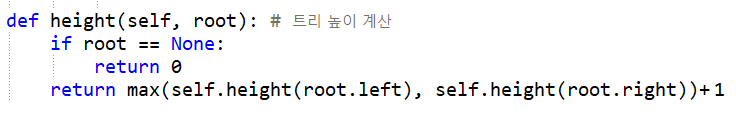 def height(self, root): # 트리 높이 계산
    if root == None:
        return 0
    return max(self.height(root.left), self.height(root.right))+1